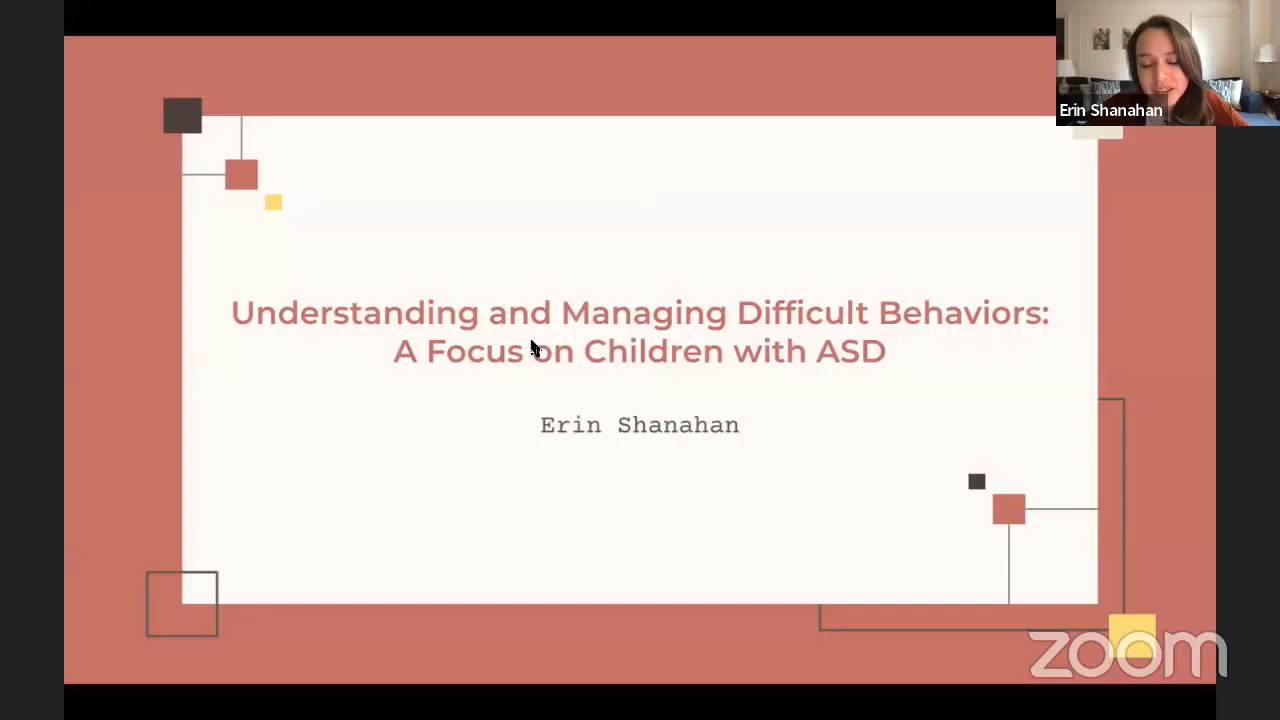 Erin Shanahan
Understanding and Managing Difficult Behaviors:
A Focus on Children with ASD
Erin Shanahan
zoom